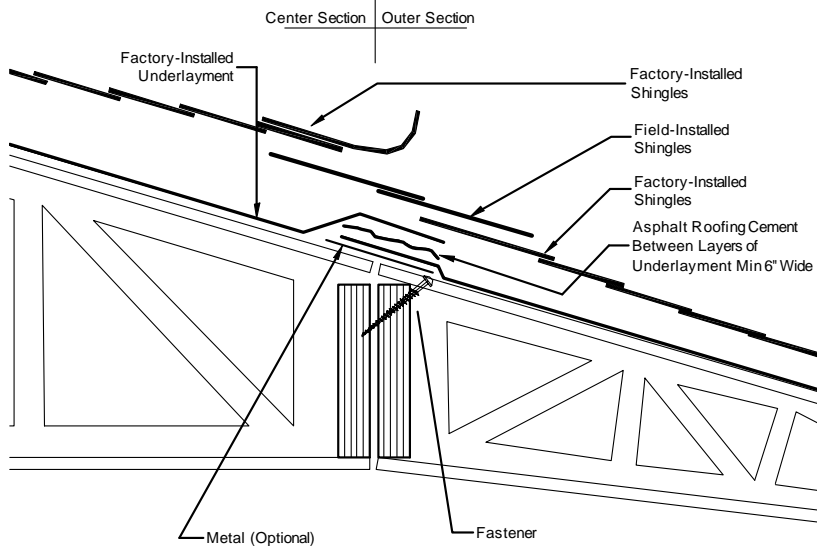 Center Section
Outer Section
Factory-Installed
Underlayment
Factory-Installed
Shingles
Field-Installed
Shingles
Factory-Installed
Shingles
Asphalt Roofing Cement
Between Layers of
Underlayment Min 6" Wide
Metal (Optional)
Fastener